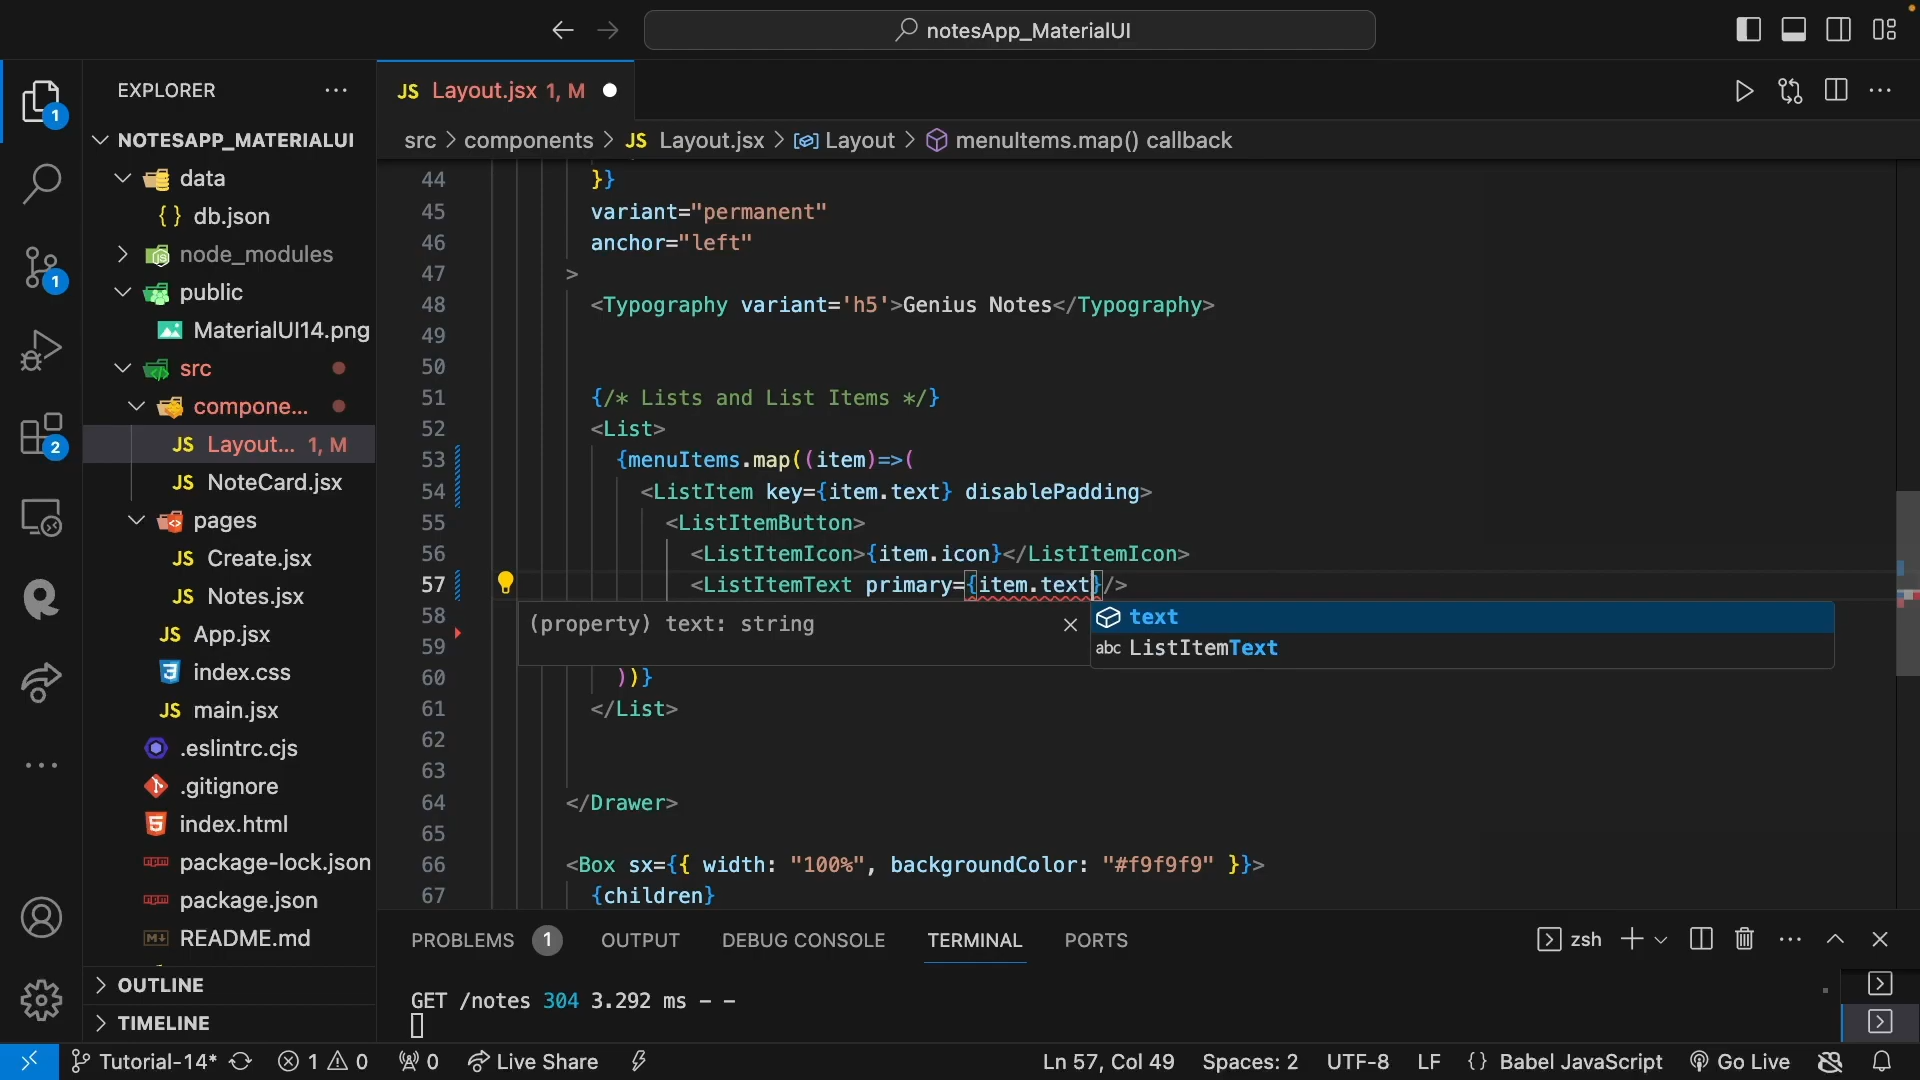 notesApp_MaterialUI
EXPLORER
1
NOTESAPP_MATERIALUI
data
db.json
node_modules
public
MaterialUI14.png
src
compone...
Layout... 1, M
NoteCard.jsx
pages
Create.jsx
Notes.jsx
App.jsx
index.css
main.jsx
.eslintrc.cjs
.gitignore
index.html
package-lock.json
package.json
README.md
OUTLINE
TIMELINE
1
2
JS Layout.jsx 1, M
src > components > JS Layout.jsx > Layout > menuItems.map() callback
44 }}
45 variant="permanent"
46 anchor="left"
47 >
48 <Typography variant='h5'>Genius Notes</Typography>
49
50
51 {/* Lists and List Items */}
52 <List>
53 {menuItems.map((item)=>(
54 <ListItem key={item.text} disablePadding>
55 <ListItemButton>
56 <ListItemIcon>{item.icon}</ListItemIcon>
57 <ListItemText primary={item.text}/>
58
(property) text: string
text
abc ListItemText
59
60 ))}
61 </List>
62
63
64 </Drawer>
65
66 <Box sx={{ width: "100%", backgroundColor: "#f9f9f9" }}>
67 {children}
PROBLEMS 1 OUTPUT DEBUG CONSOLE TERMINAL PORTS zsh
GET /notes 304 3.292 ms - -
Tutorial-14* 1 0 0 Live Share Ln 57, Col 49 Spaces: 2 UTF-8 LF {} Babel JavaScript Go Live